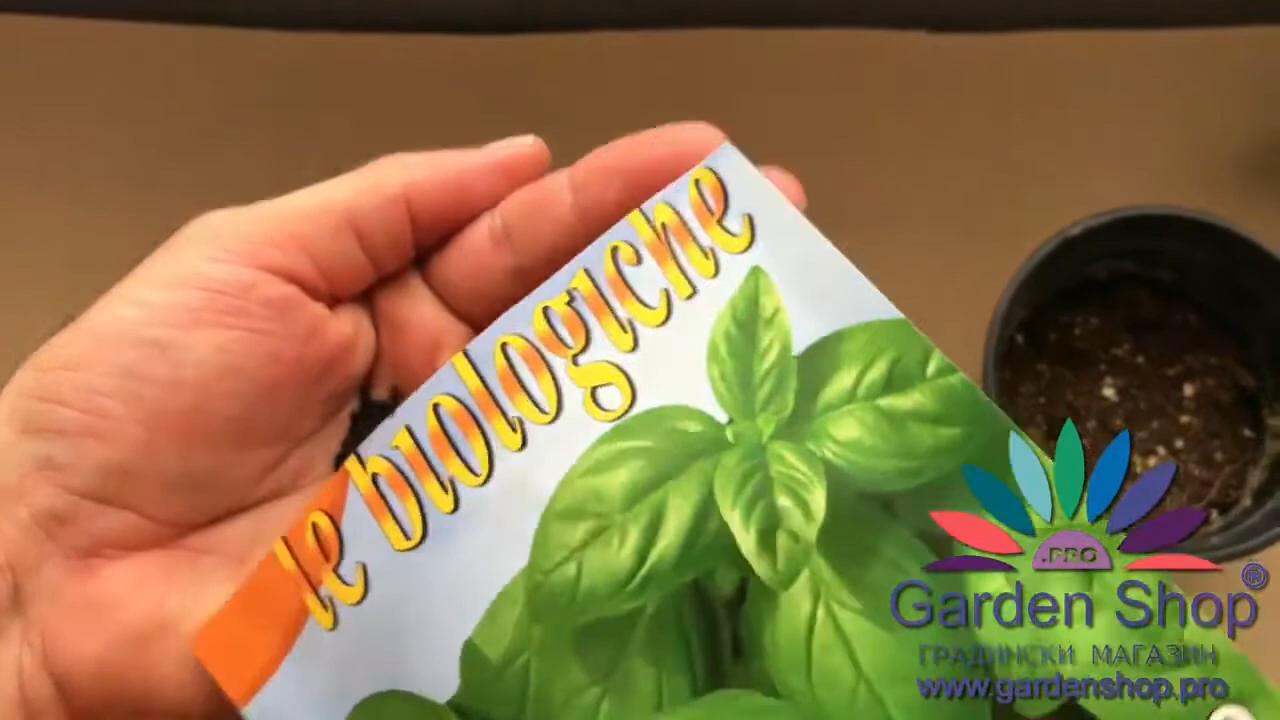 le biologiche
.PRO
Garden Shop®
ГРАДИНСКИ МАГАЗИН
www.gardenshop.pro